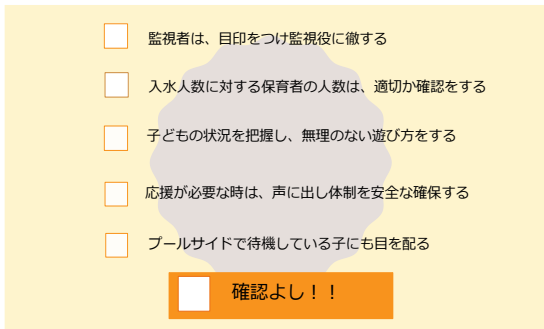 監視者は、目印をつけ監視役に徹する
入水人数に対する保育者の人数は、適切か確認をする
子どもの状況を把握し、無理のない遊び方をする
応援が必要な時は、声に出し体制を安全な確保する
プールサイドで待機している子にも目を配る
確認よし！！